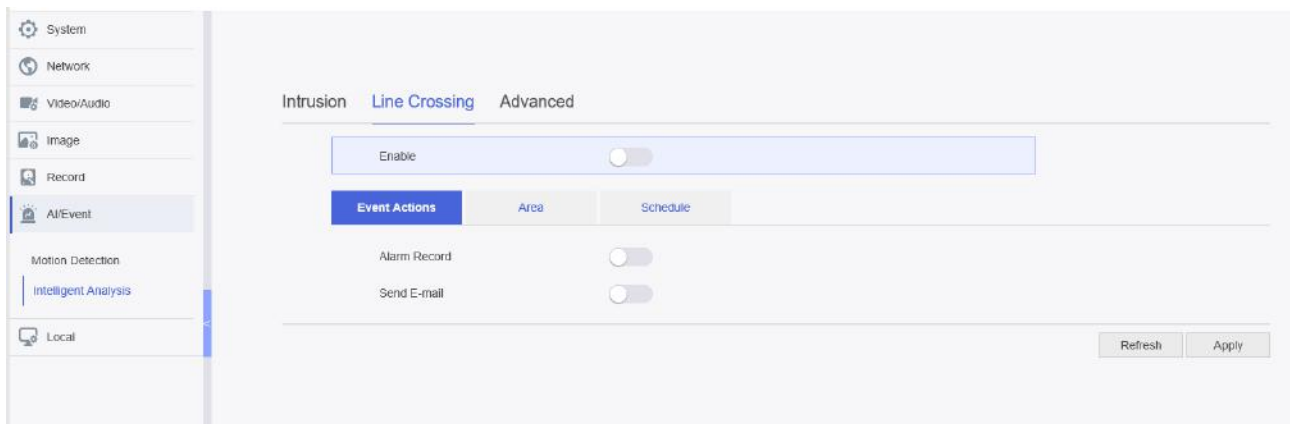 System
Network
Video/Audio
Image
Record
AI/Event
Motion Detection
Intelligent Analysis
Local
Intrusion Line Crossing Advanced
Enable
Event Actions Area Schedule
Alarm Record
Send E-mail
Refresh Apply